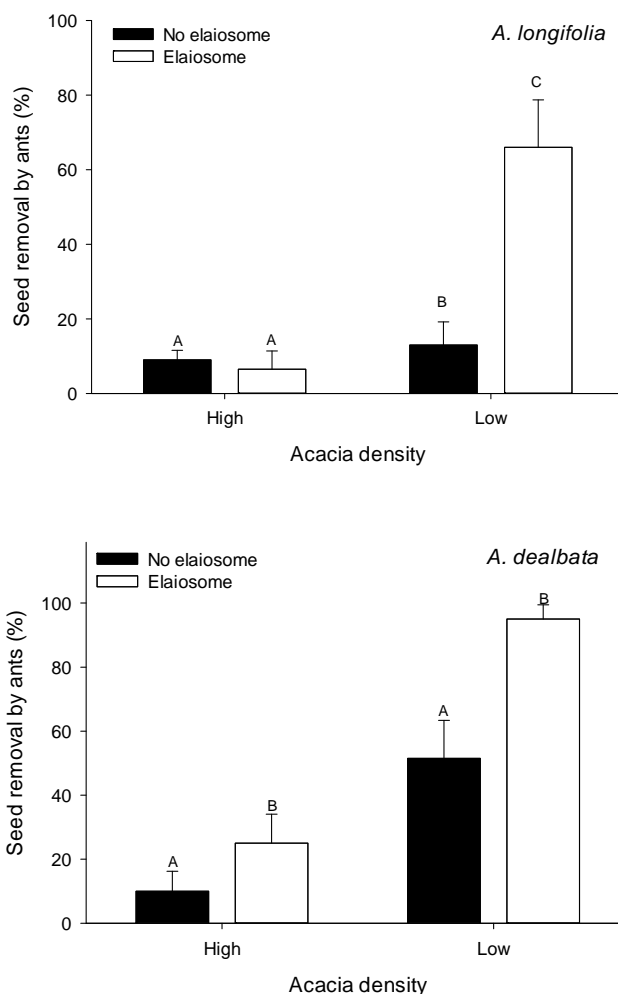 A. longifolia
No elaiosome
Elaiosome
Seed removal by ants (%)
100
80
60
40
20
0
A
A
B
C
High
Low
Acacia density
A. dealbata
No elaiosome
Elaiosome
Seed removal by ants (%)
100
80
60
40
20
0
A
B
A
B
High
Low
Acacia density